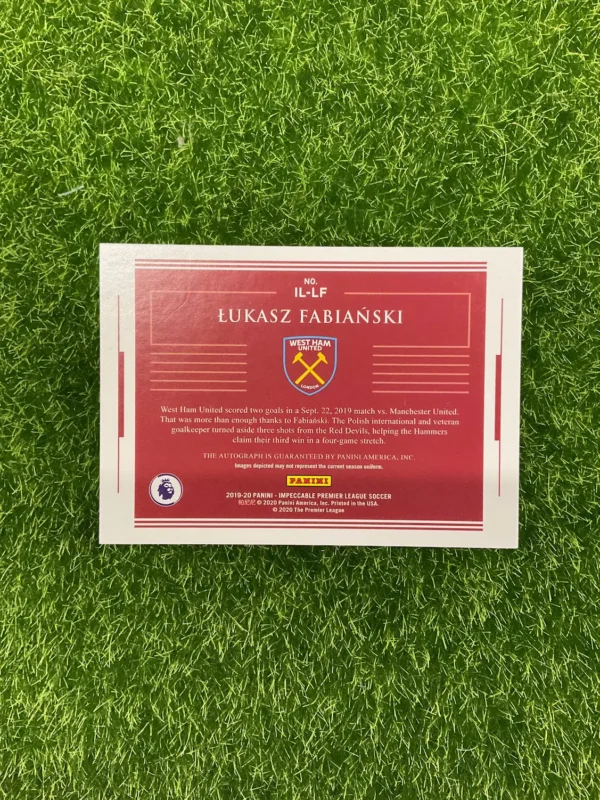 NO.
IL-LF
ŁUKASZ FABIAŃSKI
WEST HAM
UNITED
LONDON
West Ham United scored two goals in a Sept. 22, 2019 match vs. Manchester United.
That was more than enough thanks to Fabiański. The Polish international and veteran
goalkeeper turned aside three shots from the Red Devils, helping the Hammers
claim their third win in a four-game stretch.
THE AUTOGRAPH IS GUARANTEED BY PANINI AMERICA, INC.
Images depicted may not represent the current season uniform.
PANINI
2019-20 PANINI - IMPECCABLE PREMIER LEAGUE SOCCER
帕尼尼 © 2020 Panini America, Inc. Printed in the USA.
© 2020 The Premier League